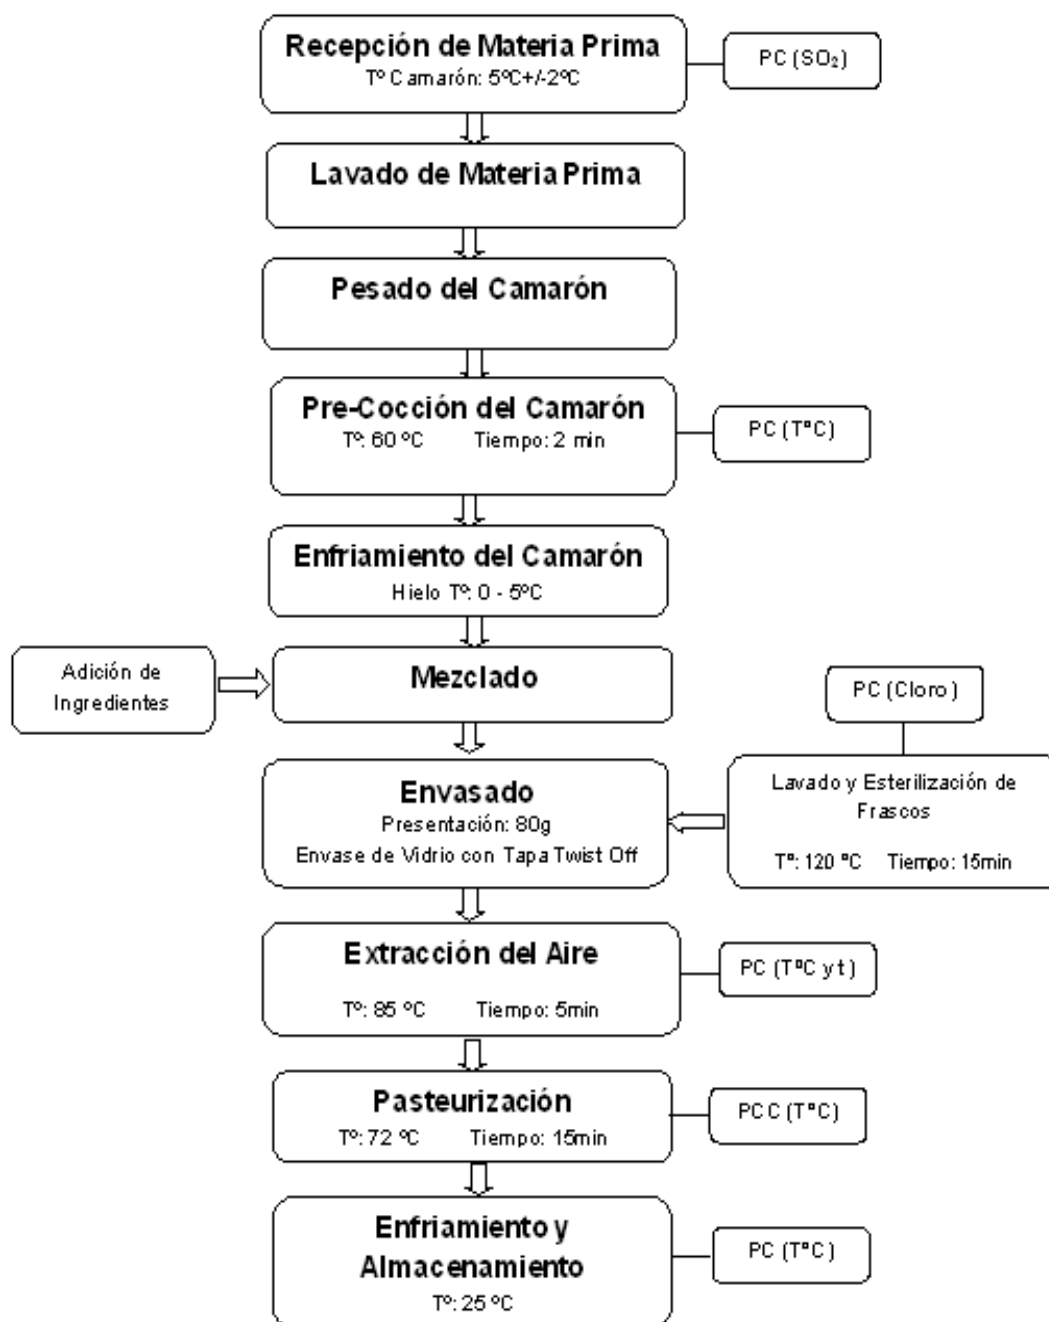 Recepción de Materia Prima
Tº Camarón: 5ºC+/-2ºC
PC (SO₂)
Lavado de Materia Prima
Pesado del Camarón
Pre-Cocción del Camarón
Tº: 60 ºC Tiempo: 2 min
PC (TºC)
Enfriamiento del Camarón
Hielo Tº: 0 - 5ºC
Adición de
Ingredientes
Mezclado
PC (Cloro)
Envasado
Presentación: 80g
Envase de Vidrio con Tapa Twist Off
Lavado y Esterilización de
Frascos
Tº: 120 ºC Tiempo: 15min
Extracción del Aire
Tº: 85 ºC Tiempo: 5min
PC (TºC y t)
Pasteurización
Tº: 72 ºC Tiempo: 15min
PCC (TºC)
Enfriamiento y
Almacenamiento
Tº: 25 ºC
PC (TºC)